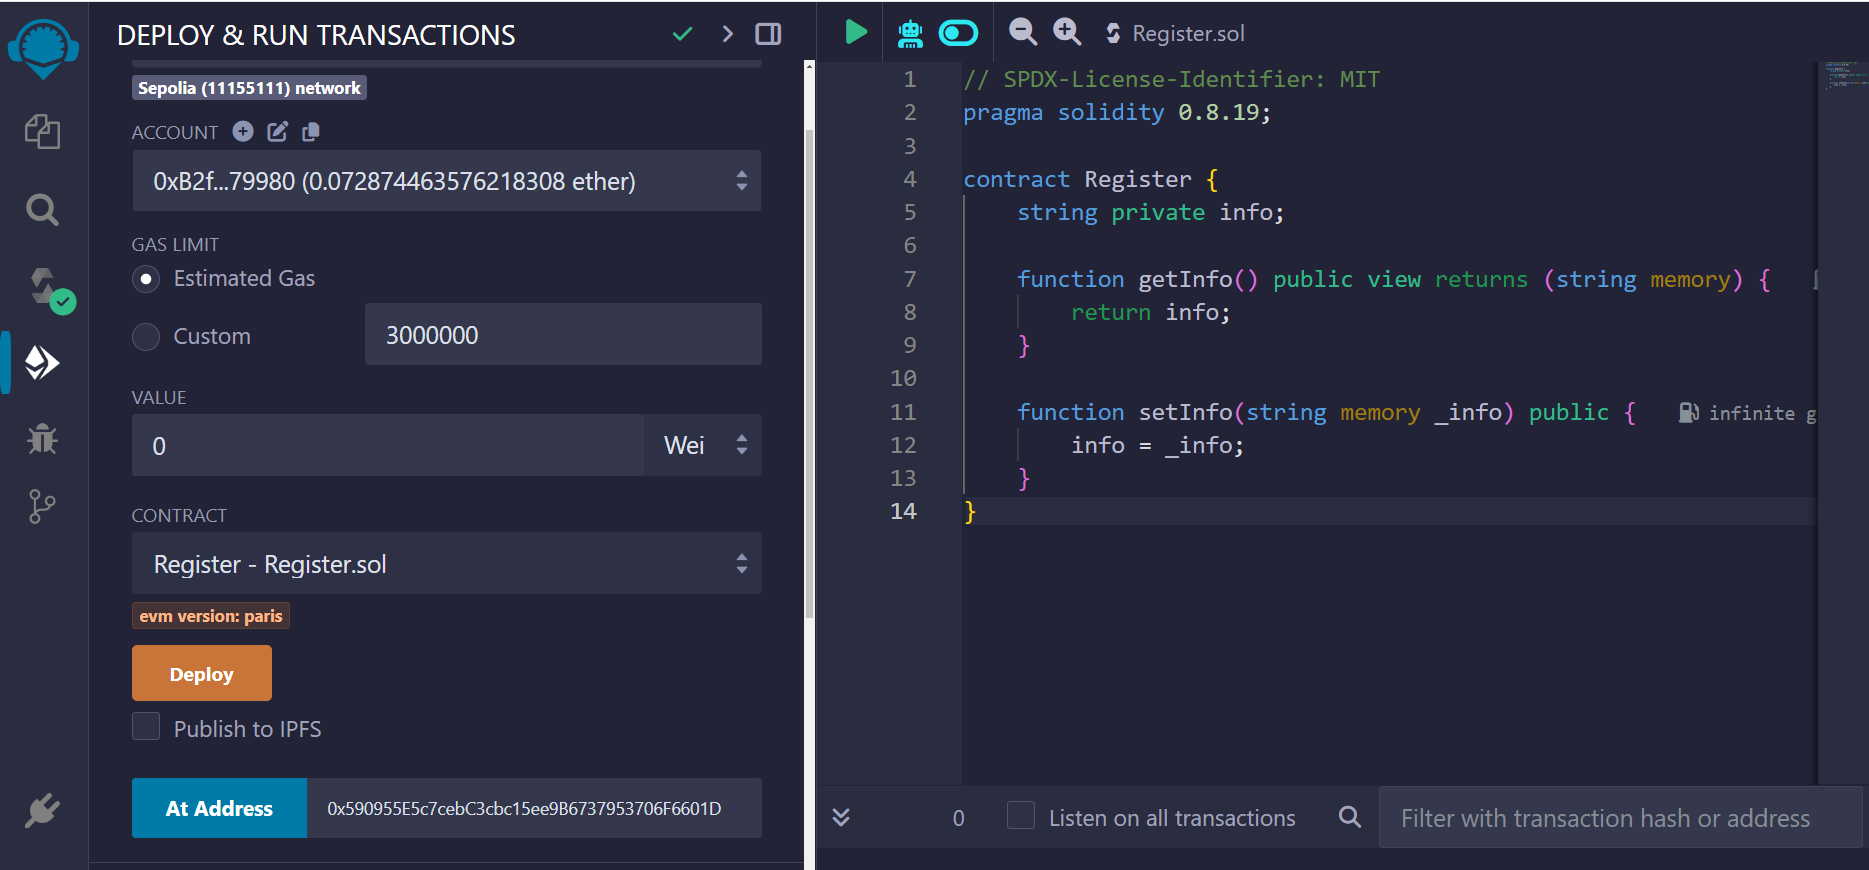 DEPLOY & RUN TRANSACTIONS
Sepolia (11155111) network
ACCOUNT
0xB2f...79980 (0.072874463576218308 ether)
GAS LIMIT
Estimated Gas
Custom
3000000
VALUE
0
Wei
CONTRACT
Register - Register.sol
evm version: paris
Deploy
Publish to IPFS
At Address
0x590955E5c7cebC3cbc15ee9B6737953706F6601D
Register.sol
1 // SPDX-License-Identifier: MIT
2 pragma solidity 0.8.19;
3
4 contract Register {
5 string private info;
6
7 function getInfo() public view returns (string memory) {
8 return info;
9 }
10
11 function setInfo(string memory _info) public { infinite g
12 info = _info;
13 }
14 }
0
Listen on all transactions
Filter with transaction hash or address